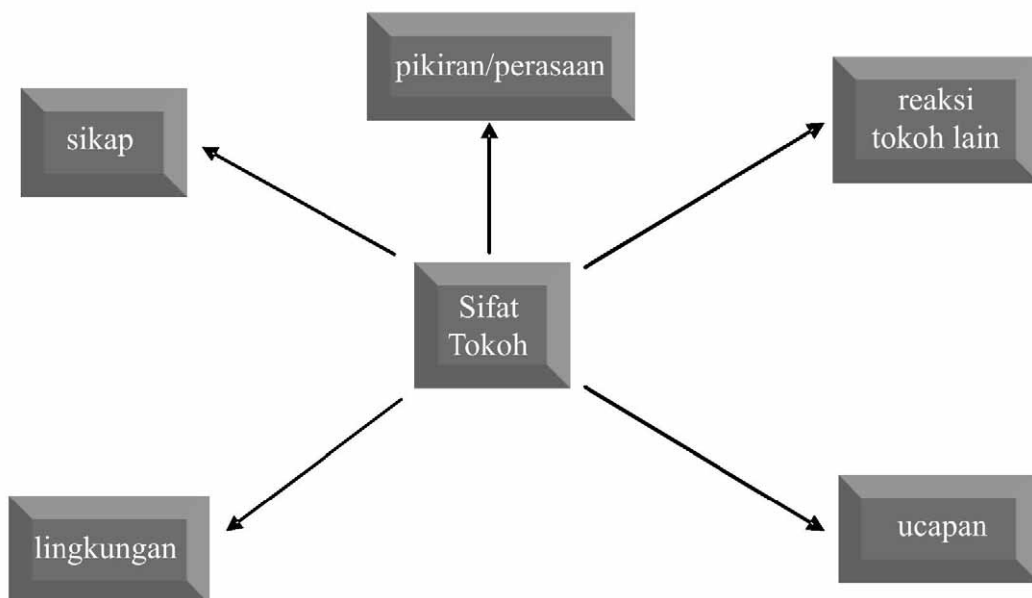 pikiran/perasaan
sikap
reaksi
tokoh lain
Sifat
Tokoh
lingkungan
ucapan